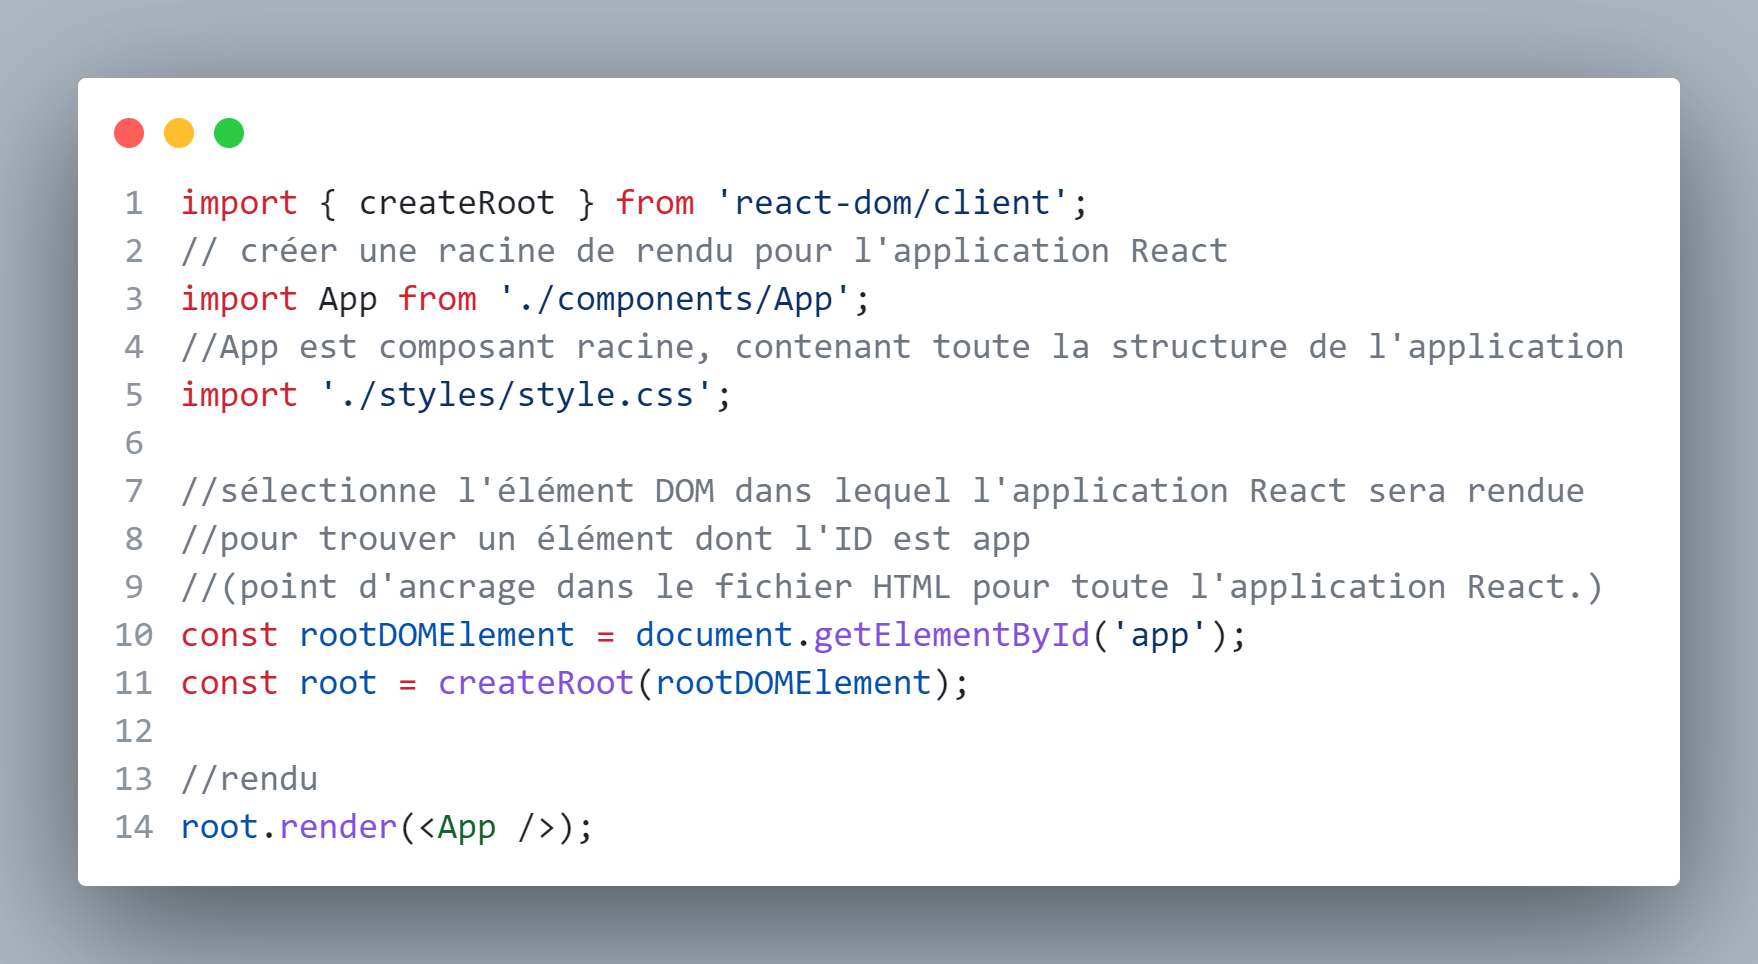 1 import { createRoot } from 'react-dom/client';
2 // créer une racine de rendu pour l'application React
3 import App from './components/App';
4 //App est composant racine, contenant toute la structure de l'application
5 import './styles/style.css';
6
7 //sélectionne l'élément DOM dans lequel l'application React sera rendue
8 //pour trouver un élément dont l'ID est app
9 //(point d'ancrage dans le fichier HTML pour toute l'application React.)
10 const rootDOMElement = document.getElementById('app');
11 const root = createRoot(rootDOMElement);
12
13 //rendu
14 root.render(<App />);